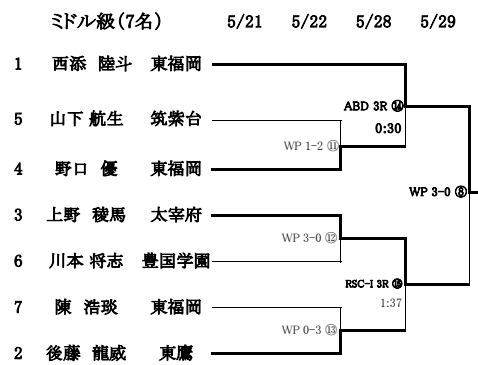 ミドル級（7名） 5/21 5/22 5/28 5/29
1 西添 陸斗 東福岡
ABD 3R ⑭
5 山下 航生 筑紫台
0:30
WP 1-2 ⑪
4 野口 優 東福岡
WP 3-0 ⑧
3 上野 稜馬 太宰府
WP 3-0 ⑫
6 川本 将志 豊国学園
RSC-I 3R ⑮
7 陳 浩琰 東福岡
1:37
WP 0-3 ⑬
2 後藤 龍威 東鷹